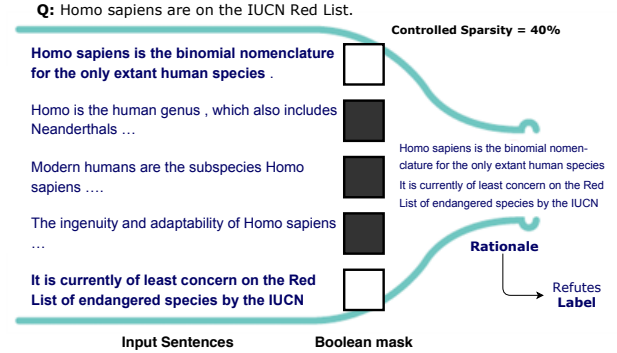 Q: Homo sapiens are on the IUCN Red List.
Controlled Sparsity = 40%
Homo sapiens is the binomial nomenclature
for the only extant human species .
Homo is the human genus , which also includes
Neanderthals …
Modern humans are the subspecies Homo
sapiens ….
The ingenuity and adaptability of Homo sapiens
…
It is currently of least concern on the Red
List of endangered species by the IUCN
Homo sapiens is the binomial nomen-
clature for the only extant human species
It is currently of least concern on the Red
List of endangered species by the IUCN
Rationale
Refutes
Label
Input Sentences
Boolean mask